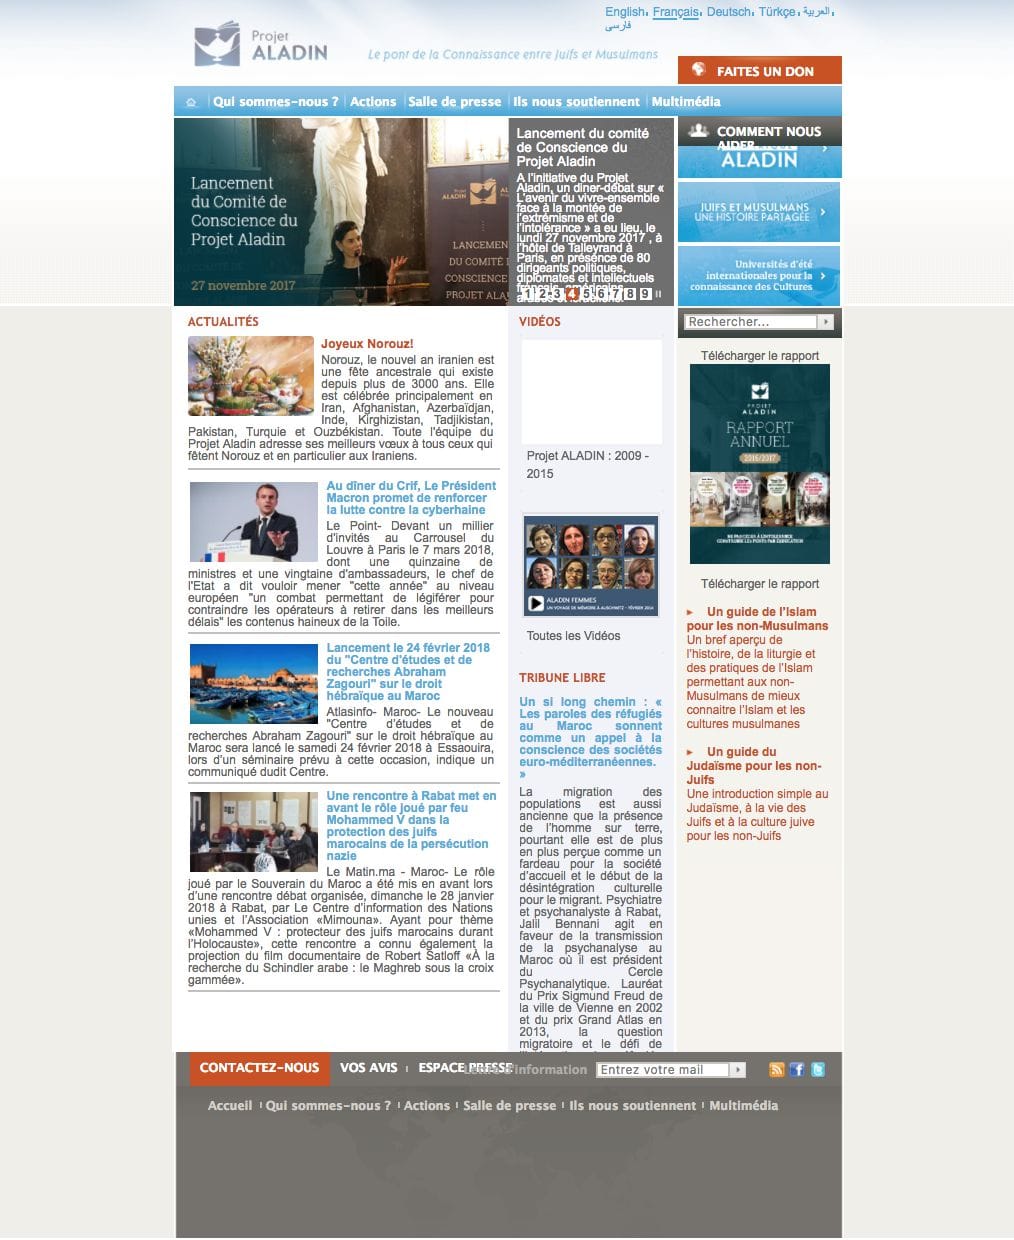 English Français Deutsch Türkçe العربية
فارسی
Projet
ALADIN
Le pont de la Connaissance entre Juifs et Musulmans
FAITES UN DON
Qui sommes-nous ? Actions Salle de presse Ils nous soutiennent Multimédia
Lancement
du Comité de
Conscience du
Projet Aladin
27 novembre 2017
PROJET
ALADIN
LANCEMENT
DU COMITÉ DE
CONSCIENCE
PROJET
Lancement du comité
de Conscience du
Projet Aladin
A l'initiative du Projet
Aladin, un diner-débat sur «
L'avenir du vivre-ensemble
face à la montée de
l'extrémisme et de
l'intolérance » a eu lieu, le
lundi 27 novembre 2017 , à
l'hôtel de Talleyrand à
Paris, en présence de 80
dirigeants politiques,
diplomates et intellectuels
1 2 3 4 5 6 7 8 9
COMMENT NOUS
AIDER
ALADIN
JUIFS ET MUSULMANS
UNE HISTOIRE PARTAGÉE
Universités d'été
internationales pour la
connaissance des Cultures
Rechercher...
ACTUALITÉS
Joyeux Norouz!
Norouz, le nouvel an iranien est
une fête ancestrale qui existe
depuis plus de 3000 ans. Elle
est célébrée principalement en
Iran, Afghanistan, Azerbaïdjan,
Inde, Kirghizistan, Tadjikistan,
Pakistan, Turquie et Ouzbékistan. Toute l'équipe du
Projet Aladin adresse ses meilleurs vœux à tous ceux qui
fêtent Norouz et en particulier aux Iraniens.
Au dîner du Crif, Le Président
Macron promet de renforcer
la lutte contre la cyberhaine
Le Point- Devant un millier
d'invités au Carrousel du
Louvre à Paris le 7 mars 2018,
dont une quinzaine de
ministres et une vingtaine d'ambassadeurs, le chef de
l'Etat a dit vouloir mener "cette année" au niveau
européen "un combat permettant de légiférer pour
contraindre les opérateurs à retirer dans les meilleurs
délais" les contenus haineux de la Toile.
Lancement le 24 février 2018
du "Centre d'études et de
recherches Abraham
Zagouri" sur le droit
hébraïque au Maroc
Atlasinfo- Maroc- Le nouveau
"Centre d'études et de
recherches Abraham Zagouri" sur le droit hébraïque au
Maroc sera lancé le samedi 24 février 2018 à Essaouira,
lors d'un séminaire prévu à cette occasion, indique un
communiqué dudit Centre.
Une rencontre à Rabat met en
avant le rôle joué par feu
Mohammed V dans la
protection des juifs
marocains de la persécution
nazie
Le Matin.ma - Maroc- Le rôle
joué par le Souverain du Maroc a été mis en avant lors
d'une rencontre débat organisée, dimanche le 28 janvier
2018 à Rabat, par Le Centre d'information des Nations
unies et l'Association «Mimouna». Ayant pour thème
«Mohammed V : protecteur des juifs marocains durant
l'Holocauste», cette rencontre a connu également la
projection du film documentaire de Robert Satloff «À la
recherche du Schindler arabe : le Maghreb sous la croix
gammée».
VIDÉOS
Projet ALADIN : 2009 -
2015
ALADIN FEMMES
UN VOYAGE DE MÉMOIRE À AUSCHWITZ - FÉVRIER 2014
Toutes les Vidéos
TRIBUNE LIBRE
Un si long chemin : «
Les paroles des réfugiés
au Maroc sonnent
comme un appel à la
conscience des sociétés
euro-méditerranéennes.
»
La migration des
populations est aussi
ancienne que la présence
de l'homme sur terre,
pourtant elle est de plus
en plus perçue comme un
fardeau pour la société
d'accueil et le début de la
désintégration culturelle
pour le migrant. Psychiatre
et psychanalyste à Rabat,
Jalil Bennani agit en
faveur de la transmission
de la psychanalyse au
Maroc où il est président
du Cercle
Psychanalytique. Lauréat
du Prix Sigmund Freud de
la ville de Vienne en 2002
et du prix Grand Atlas en
2013, la question
migratoire et le défi de
Télécharger le rapport
PROJET
ALADIN
RAPPORT
ANNUEL
2016/2017
Télécharger le rapport
Un guide de l'Islam
pour les non-Musulmans
Un bref aperçu de
l'histoire, de la liturgie et
des pratiques de l'Islam
permettant aux non-
Musulmans de mieux
connaitre l'Islam et les
cultures musulmanes
Un guide du
Judaïsme pour les non-
Juifs
Une introduction simple au
Judaïsme, à la vie des
Juifs et à la culture juive
pour les non-Juifs
CONTACTEZ-NOUS VOS AVIS ESPACE PRESSE Lettre d'information Entrez votre mail
Accueil Qui sommes-nous ? Actions Salle de presse Ils nous soutiennent Multimédia